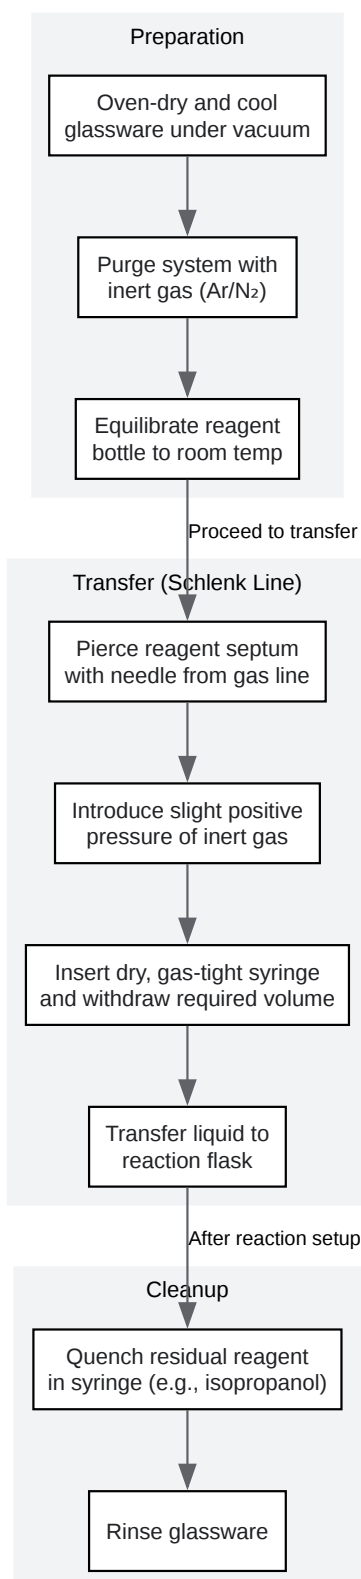 Preparation
Oven-dry and cool
glassware under vacuum
Purge system with
inert gas (Ar/N₂)
Equilibrate reagent
bottle to room temp
Proceed to transfer
Transfer (Schlenk Line)
Pierce reagent septum
with needle from gas line
Introduce slight positive
pressure of inert gas
Insert dry, gas-tight syringe
and withdraw required volume
Transfer liquid to
reaction flask
After reaction setup
Cleanup
Quench residual reagent
in syringe (e.g., isopropanol)
Rinse glassware